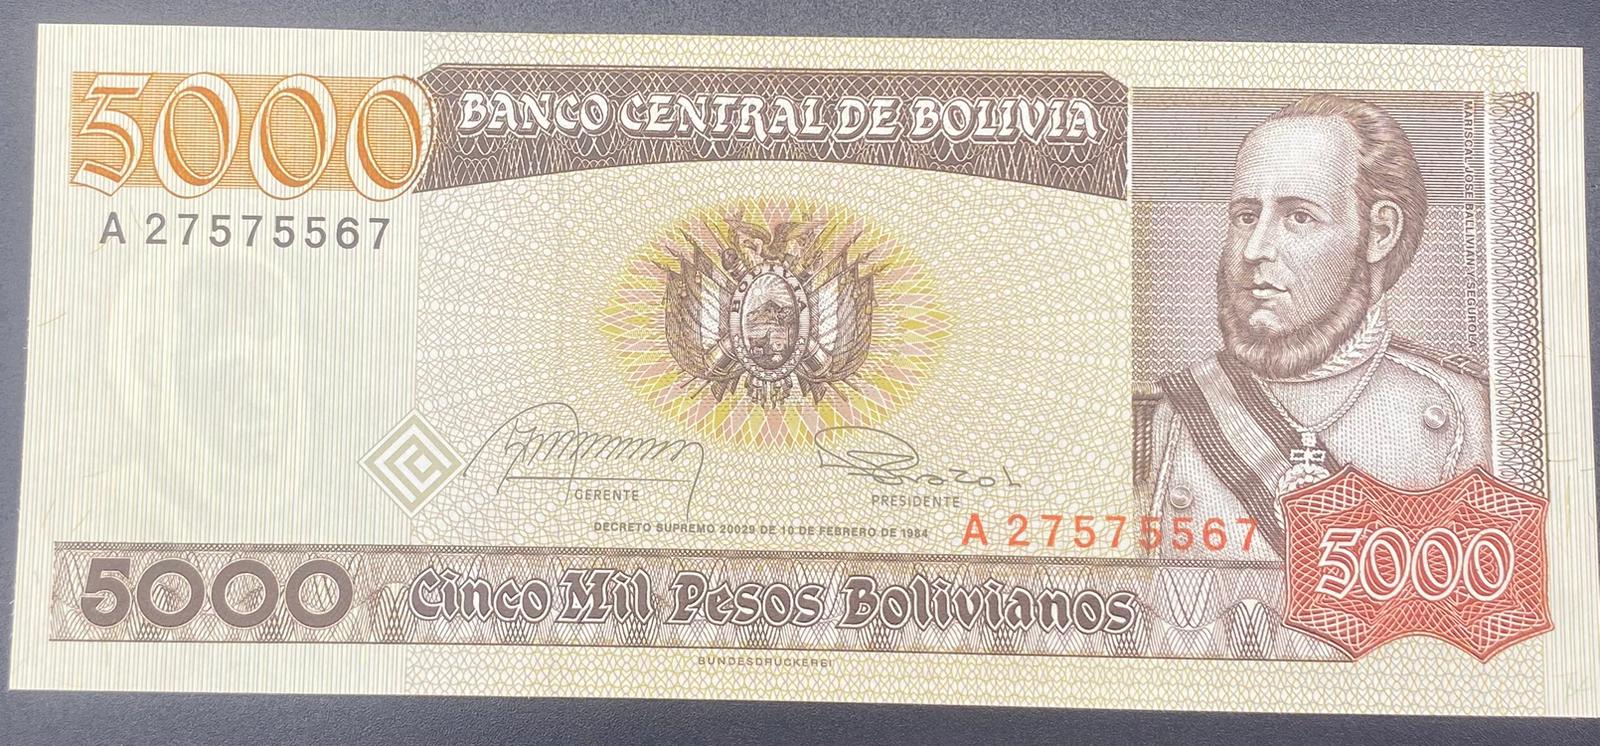 5000
BANCO CENTRAL DE BOLIVIA
MARISCAL JOSE BALLIVIAN Y SEGUROLA
A 27575567
BOLIVIA
GERENTE
PRESIDENTE
DECRETO SUPREMO 20029 DE 10 DE FEBRERO DE 1984
A 27575567
5000
5000
Cinco Mil Pesos Bolivianos
BUNDESDRUCKEREI